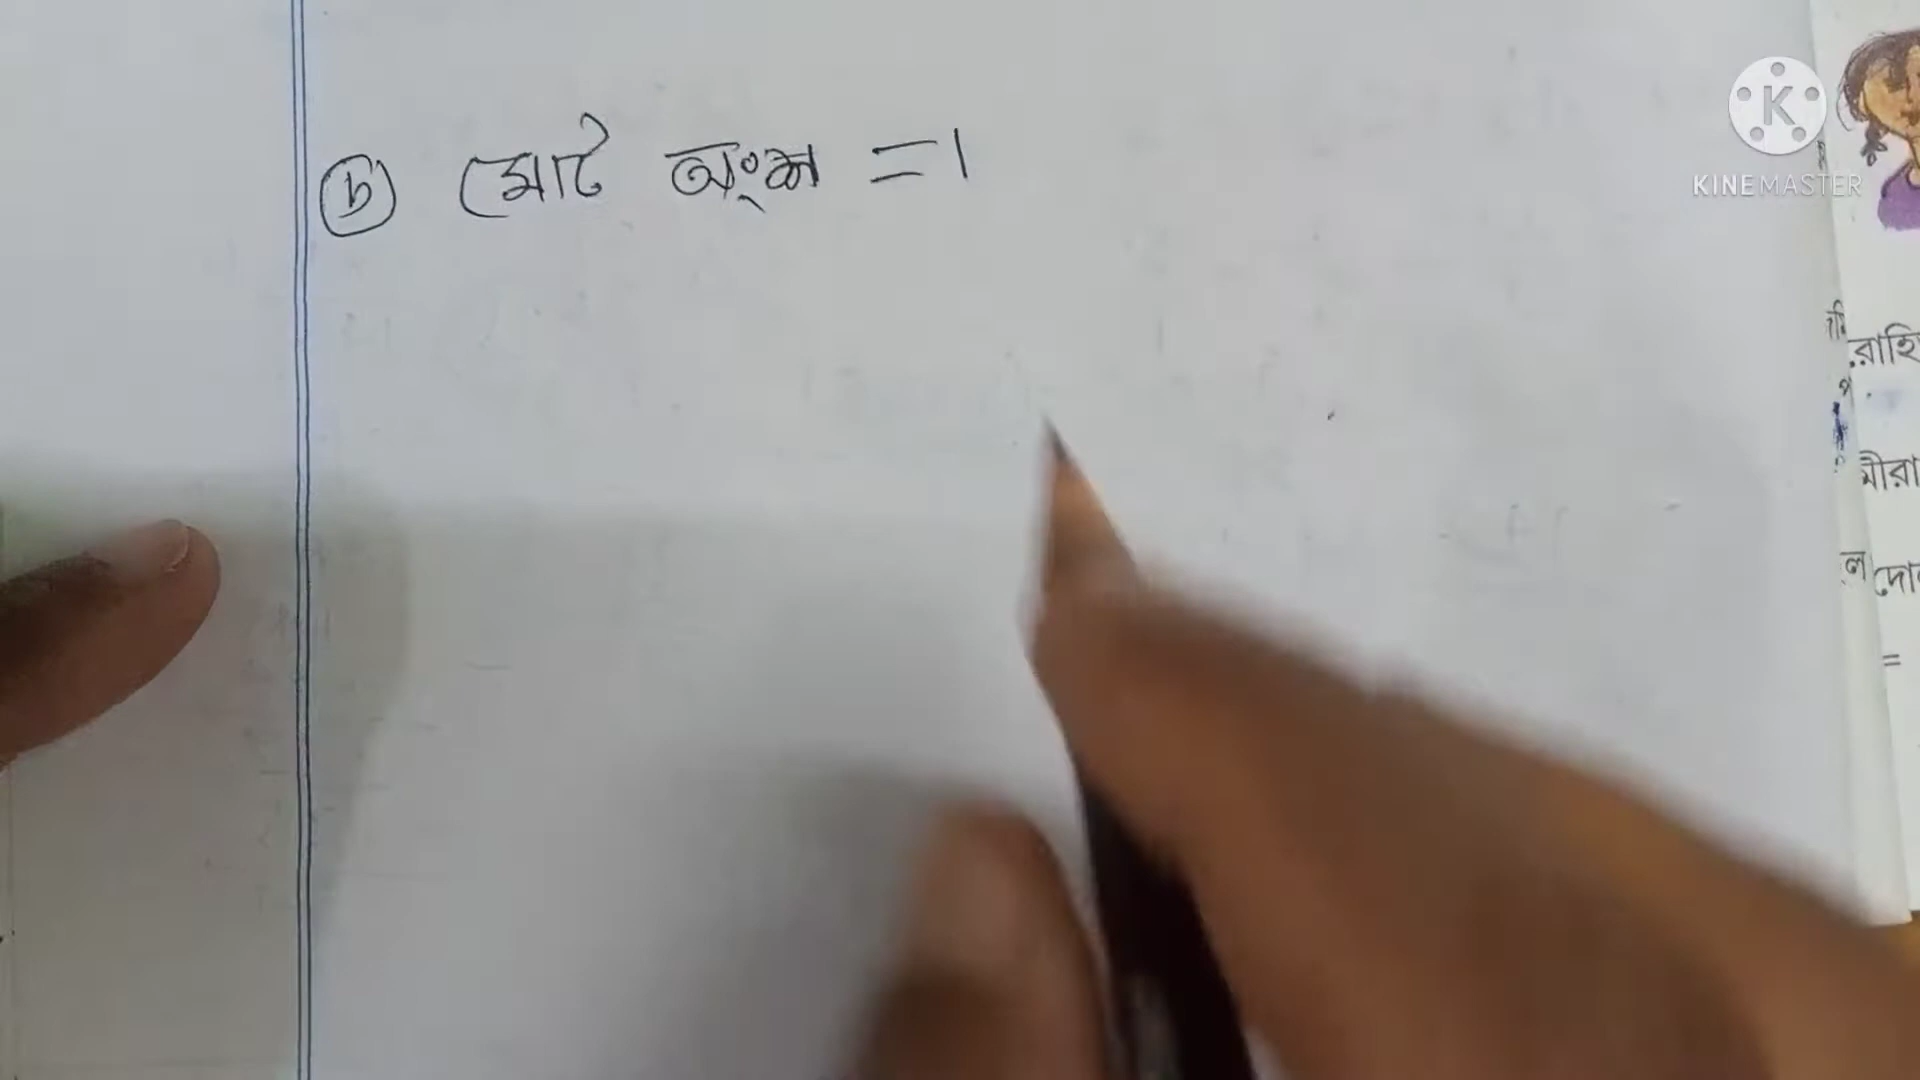 ৮ মোট অংশ = ১
KINEMASTER
রাহি
মীরা
ল দো
=